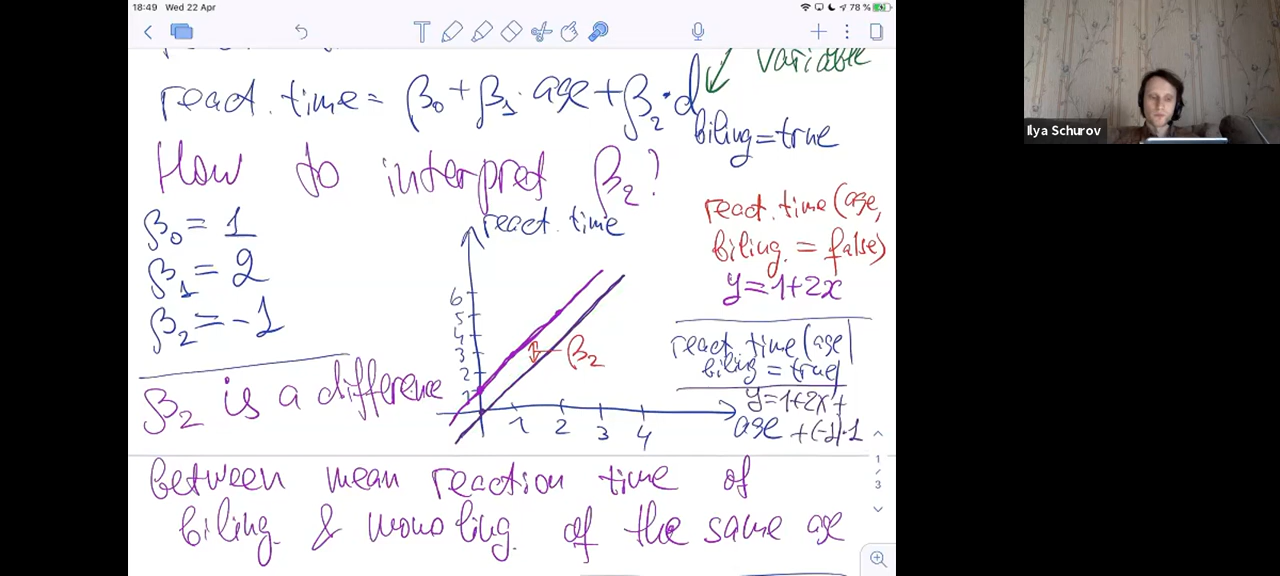 18:49 Wed 22 Apr
78 %
variable
react. time = β₀ + β₁ · age + β₂ · d
biling = true
How to interpret β₂?
β₀ = 1
β₁ = 2
β₂ = -1
react. time
6
5
4
3
2
1
β₂
1 2 3 4
age
react. time (age,
biling. = false)
y = 1 + 2x
react. time (age|
biling = true)
y = 1 + 2x +
+ (-1) · 1
β₂ is a difference
between mean reaction time of
biling. & monoling. of the same age
1
/
3
Ilya Schurov